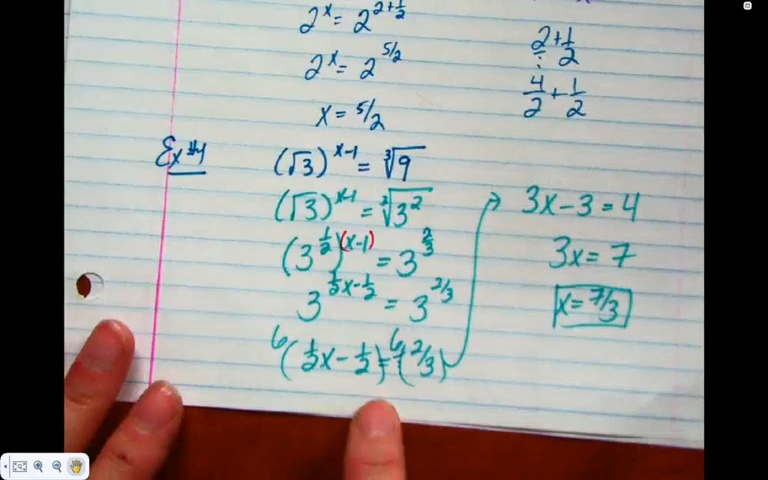 2^x = 2^{2+1/2}
2^x = 2^{5/2}
x = 5/2
2 + 1/2
4/2 + 1/2
Ex#4
(√3)^{x-1} = ∛9
(√3)^{x-1} = ∛3^2
(3^{1/2})^{(x-1)} = 3^{2/3}
3^{1/2x-1/2} = 3^{2/3}
6(1/2x - 1/2) = 6(2/3)
3x - 3 = 4
3x = 7
x = 7/3